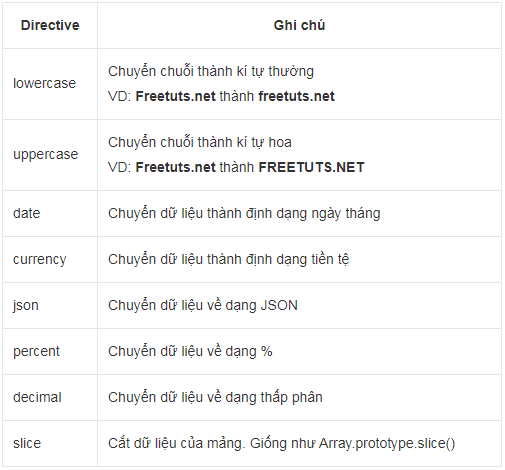 Directive Ghi chú
lowercase Chuyển chuỗi thành kí tự thường
VD: Freetuts.net thành freetuts.net
uppercase Chuyển chuỗi thành kí tự hoa
VD: Freetuts.net thành FREETUTS.NET
date Chuyển dữ liệu thành định dạng ngày tháng
currency Chuyển dữ liệu thành định dạng tiền tệ
json Chuyển dữ liệu về dạng JSON
percent Chuyển dữ liệu về dạng %
decimal Chuyển dữ liệu về dạng thấp phân
slice Cắt dữ liệu của mảng. Giống như Array.prototype.slice()